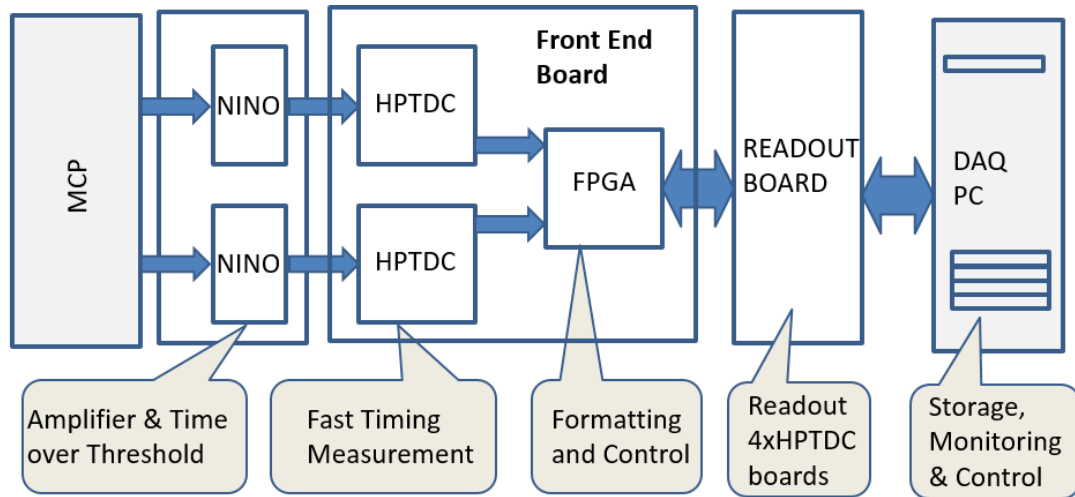 MCP
NINO
NINO
HPTDC
HPTDC
Front End
Board
FPGA
READOUT
BOARD
DAQ
PC
Amplifier & Time
over Threshold
Fast Timing
Measurement
Formatting
and Control
Readout
4xHPTDC
boards
Storage,
Monitoring
& Control